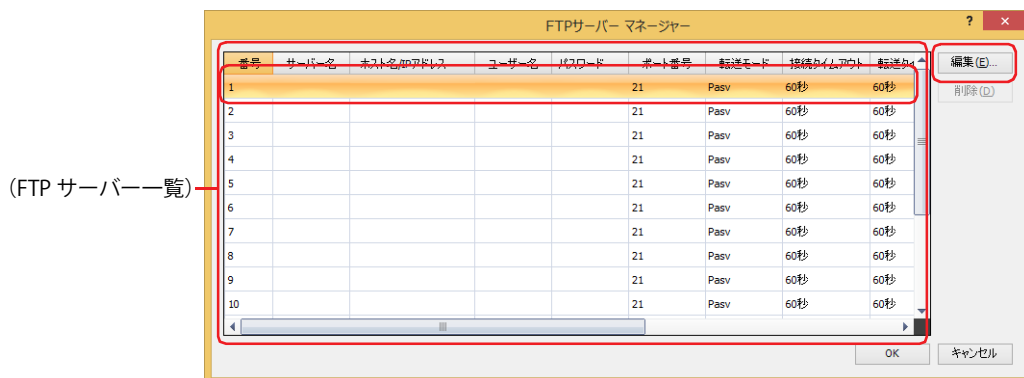 FTPサーバー マネージャー
? ×
番号 サーバー名 ホスト名/IPアドレス ユーザー名 パスワード ポート番号 転送モード 接続タイムアウト 転送タイ
編集(E)...
1 21 Pasv 60秒 60秒
削除(D)
2 21 Pasv 60秒 60秒
3 21 Pasv 60秒 60秒
4 21 Pasv 60秒 60秒
(FTP サーバー一覧)
5 21 Pasv 60秒 60秒
6 21 Pasv 60秒 60秒
7 21 Pasv 60秒 60秒
8 21 Pasv 60秒 60秒
9 21 Pasv 60秒 60秒
10 21 Pasv 60秒 60秒
OK キャンセル